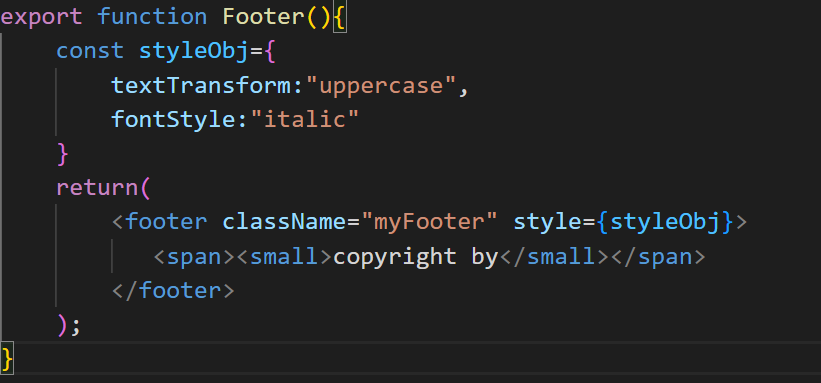 export function Footer(){
    const styleObj={
        textTransform:"uppercase",
        fontStyle:"italic"
    }
    return(
        <footer className="myFooter" style={styleObj}>
           <span><small>copyright by</small></span>
        </footer>
    );
}